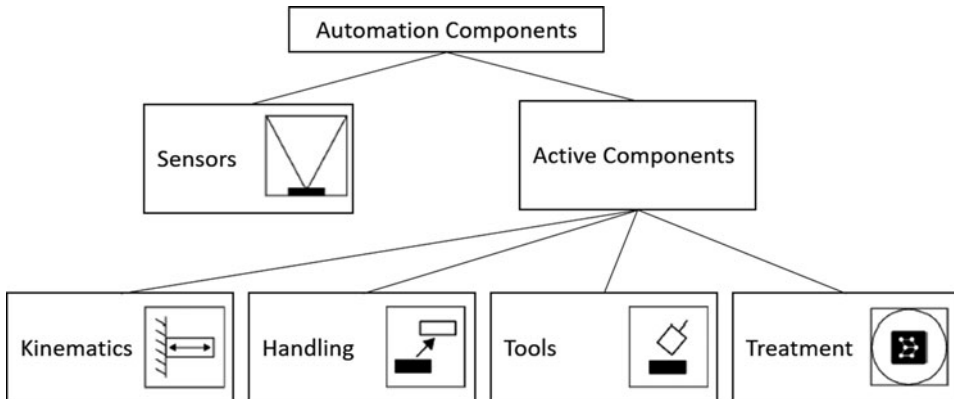 Automation Components
Sensors
Active Components
Kinematics
Handling
Tools
Treatment